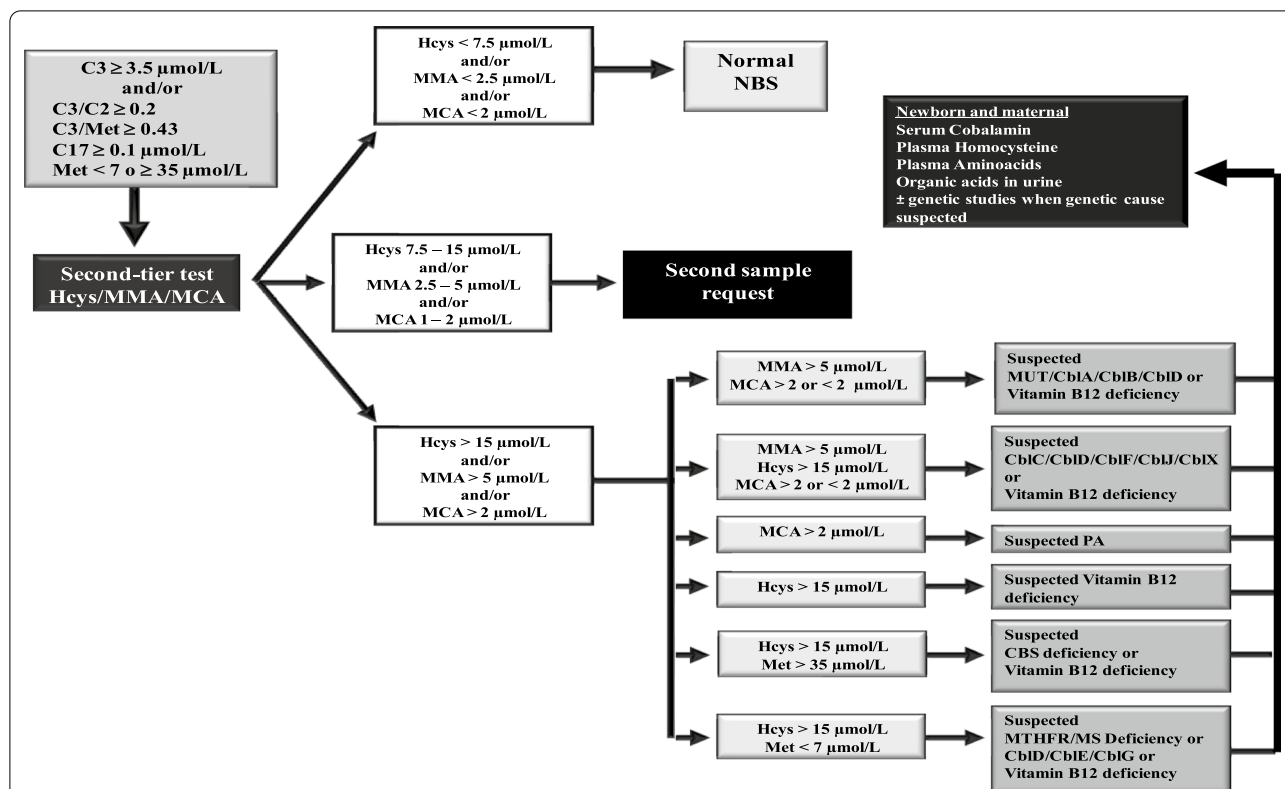 C3 ≥ 3.5 µmol/L
and/or
C3/C2 ≥ 0.2
C3/Met ≥ 0.43
C17 ≥ 0.1 µmol/L
Met < 7 o ≥ 35 µmol/L
Second-tier test
Hcys/MMA/MCA
Hcys < 7.5 µmol/L
and/or
MMA < 2.5 µmol/L
and/or
MCA < 2 µmol/L
Normal
NBS
Hcys 7.5 – 15 µmol/L
and/or
MMA 2.5 – 5 µmol/L
and/or
MCA 1 – 2 µmol/L
Second sample
request
Hcys > 15 µmol/L
and/or
MMA > 5 µmol/L
and/or
MCA > 2 µmol/L
MMA > 5 µmol/L
MCA > 2 or < 2 µmol/L
Suspected
MUT/CblA/CblB/CblD or
Vitamin B12 deficiency
MMA > 5 µmol/L
Hcys > 15 µmol/L
MCA > 2 or < 2 µmol/L
Suspected
CblC/CblD/CblF/CblJ/CblX
or
Vitamin B12 deficiency
MCA > 2 µmol/L
Suspected PA
Hcys > 15 µmol/L
Suspected Vitamin B12
deficiency
Hcys > 15 µmol/L
Met > 35 µmol/L
Suspected
CBS deficiency or
Vitamin B12 deficiency
Hcys > 15 µmol/L
Met < 7 µmol/L
Suspected
MTHFR/MS Deficiency or
CblD/CblE/CblG or
Vitamin B12 deficiency
Newborn and maternal
Serum Cobalamin
Plasma Homocysteine
Plasma Aminoacids
Organic acids in urine
± genetic studies when genetic cause
suspected